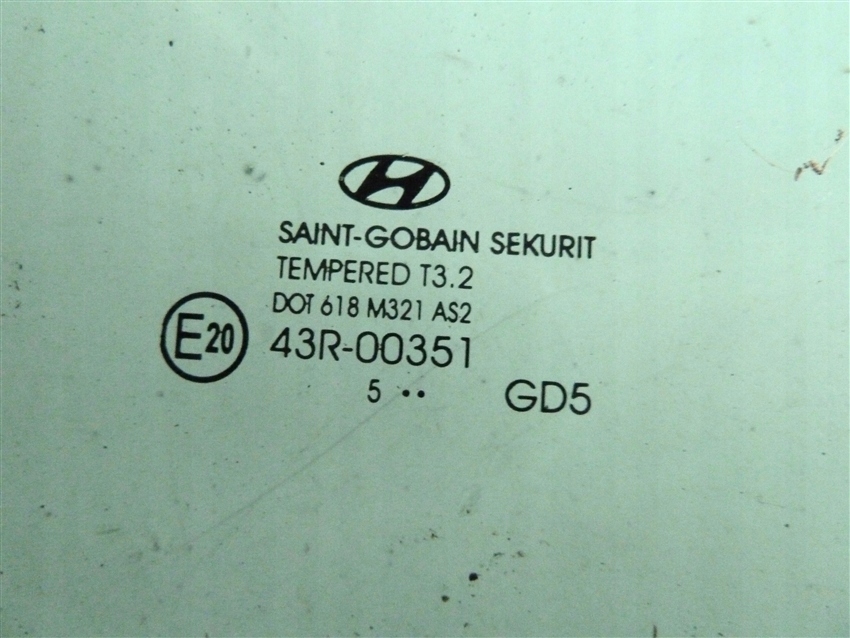 SAINT-GOBAIN SEKURIT
TEMPERED T3.2
DOT 618 M321 AS2
E20 43R-00351
5 •• GD5